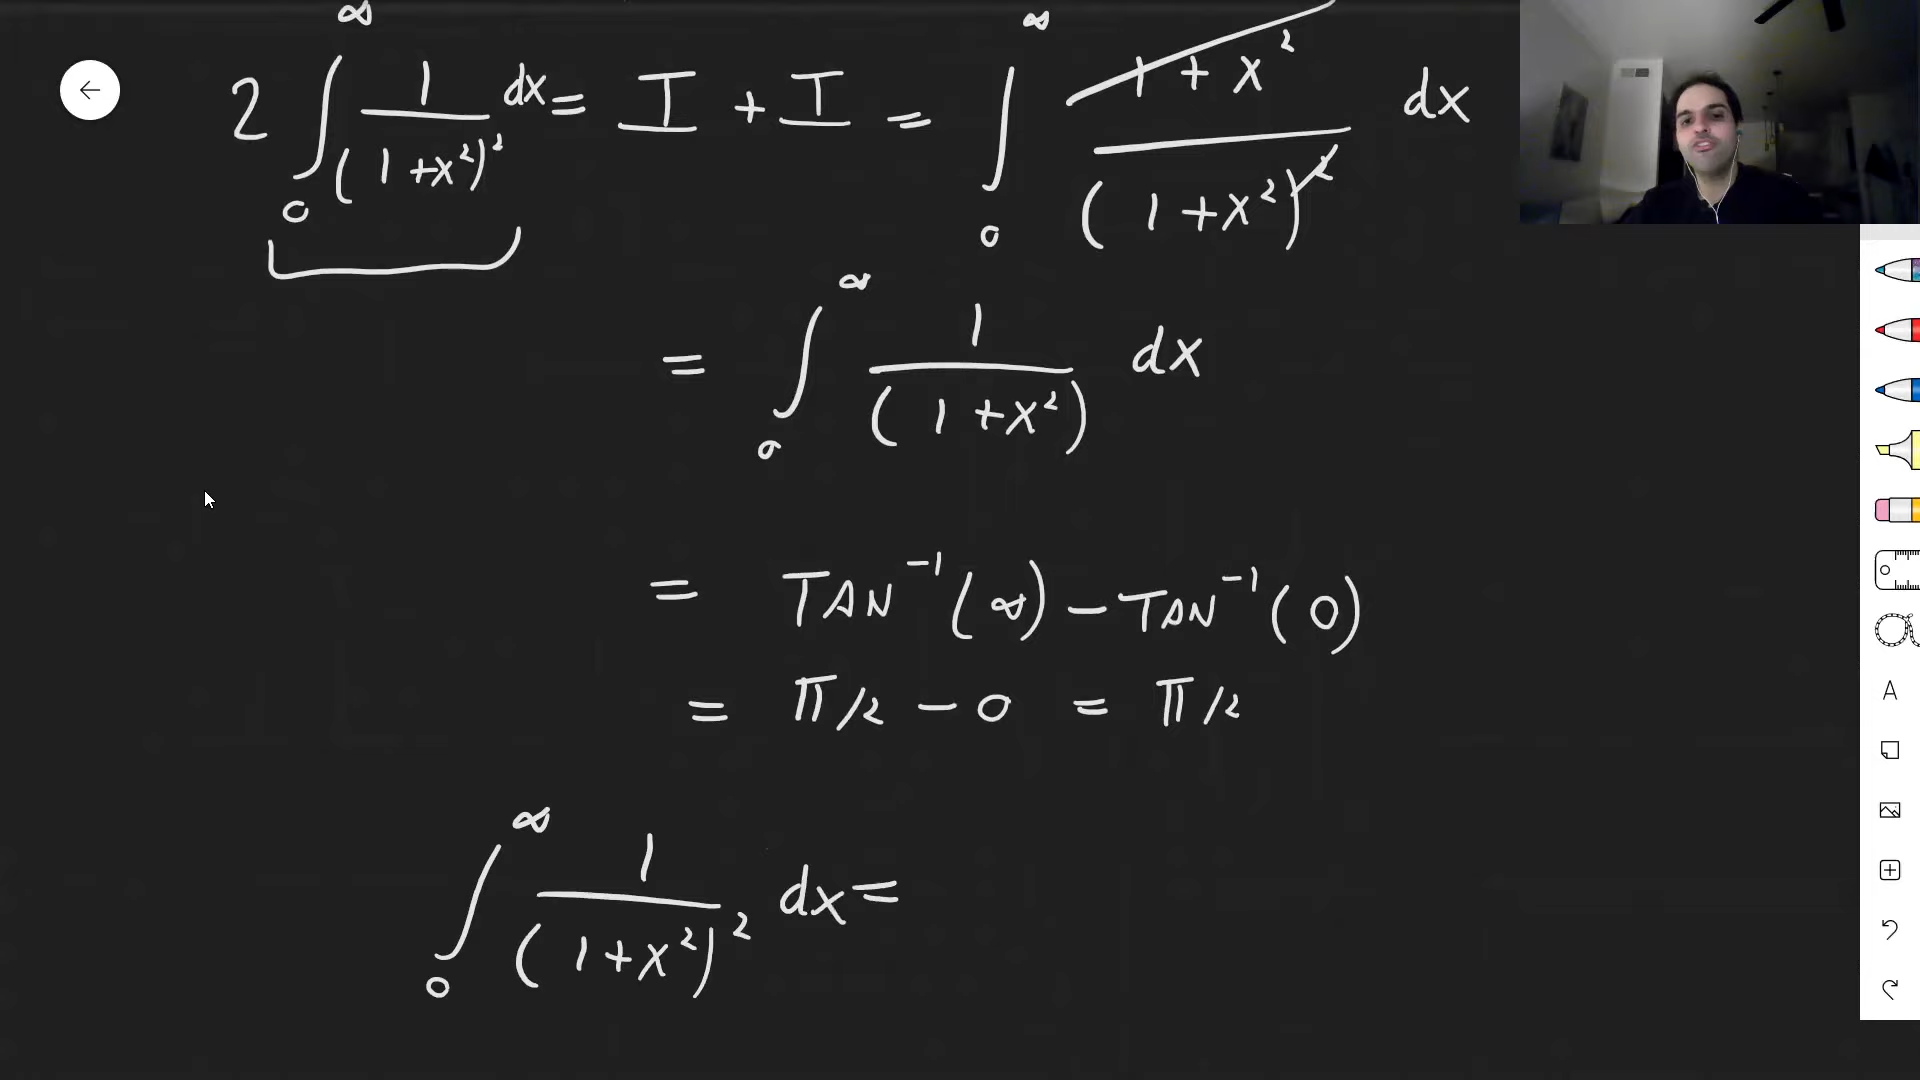 2 ∫₀^∞ 1/(1+x²)² dx = I + I = ∫₀^∞ (1+x²)/(1+x²)² dx
= ∫₀^∞ 1/(1+x²) dx
= TAN⁻¹(∞) − TAN⁻¹(0)
= π/2 − 0 = π/2
∫₀^∞ 1/(1+x²)² dx =
A